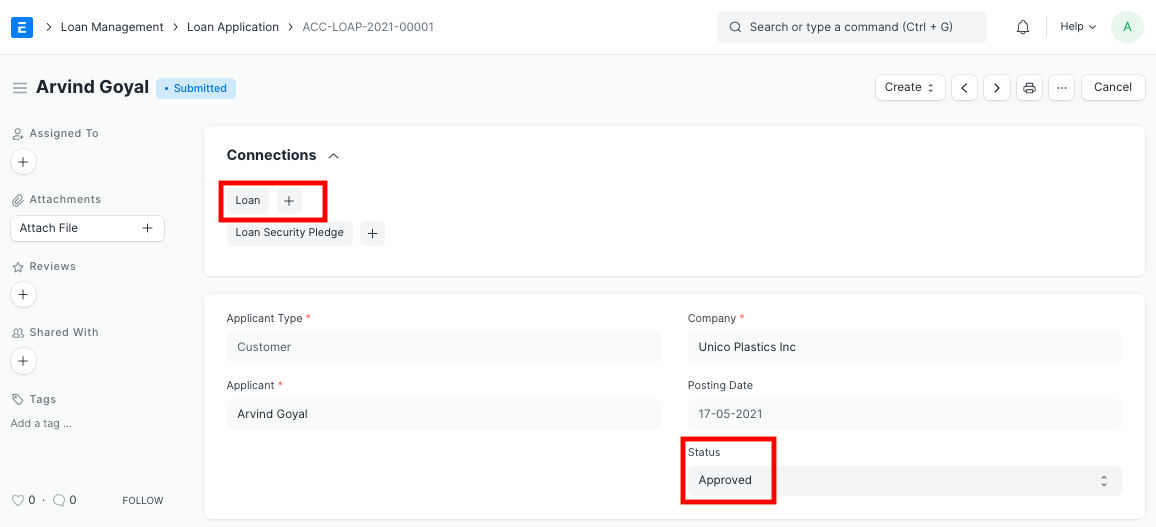 E Loan Management Loan Application ACC-LOAP-2021-00001 Search or type a command (Ctrl + G) Help A
Arvind Goyal • Submitted Create ... Cancel
Assigned To
+
Attachments
Attach File +
Reviews
+
Shared With
+
Tags
Add a tag ...
0 · 0 FOLLOW
Connections
Loan +
Loan Security Pledge +
Applicant Type *
Customer
Applicant *
Arvind Goyal
Company *
Unico Plastics Inc
Posting Date
17-05-2021
Status
Approved